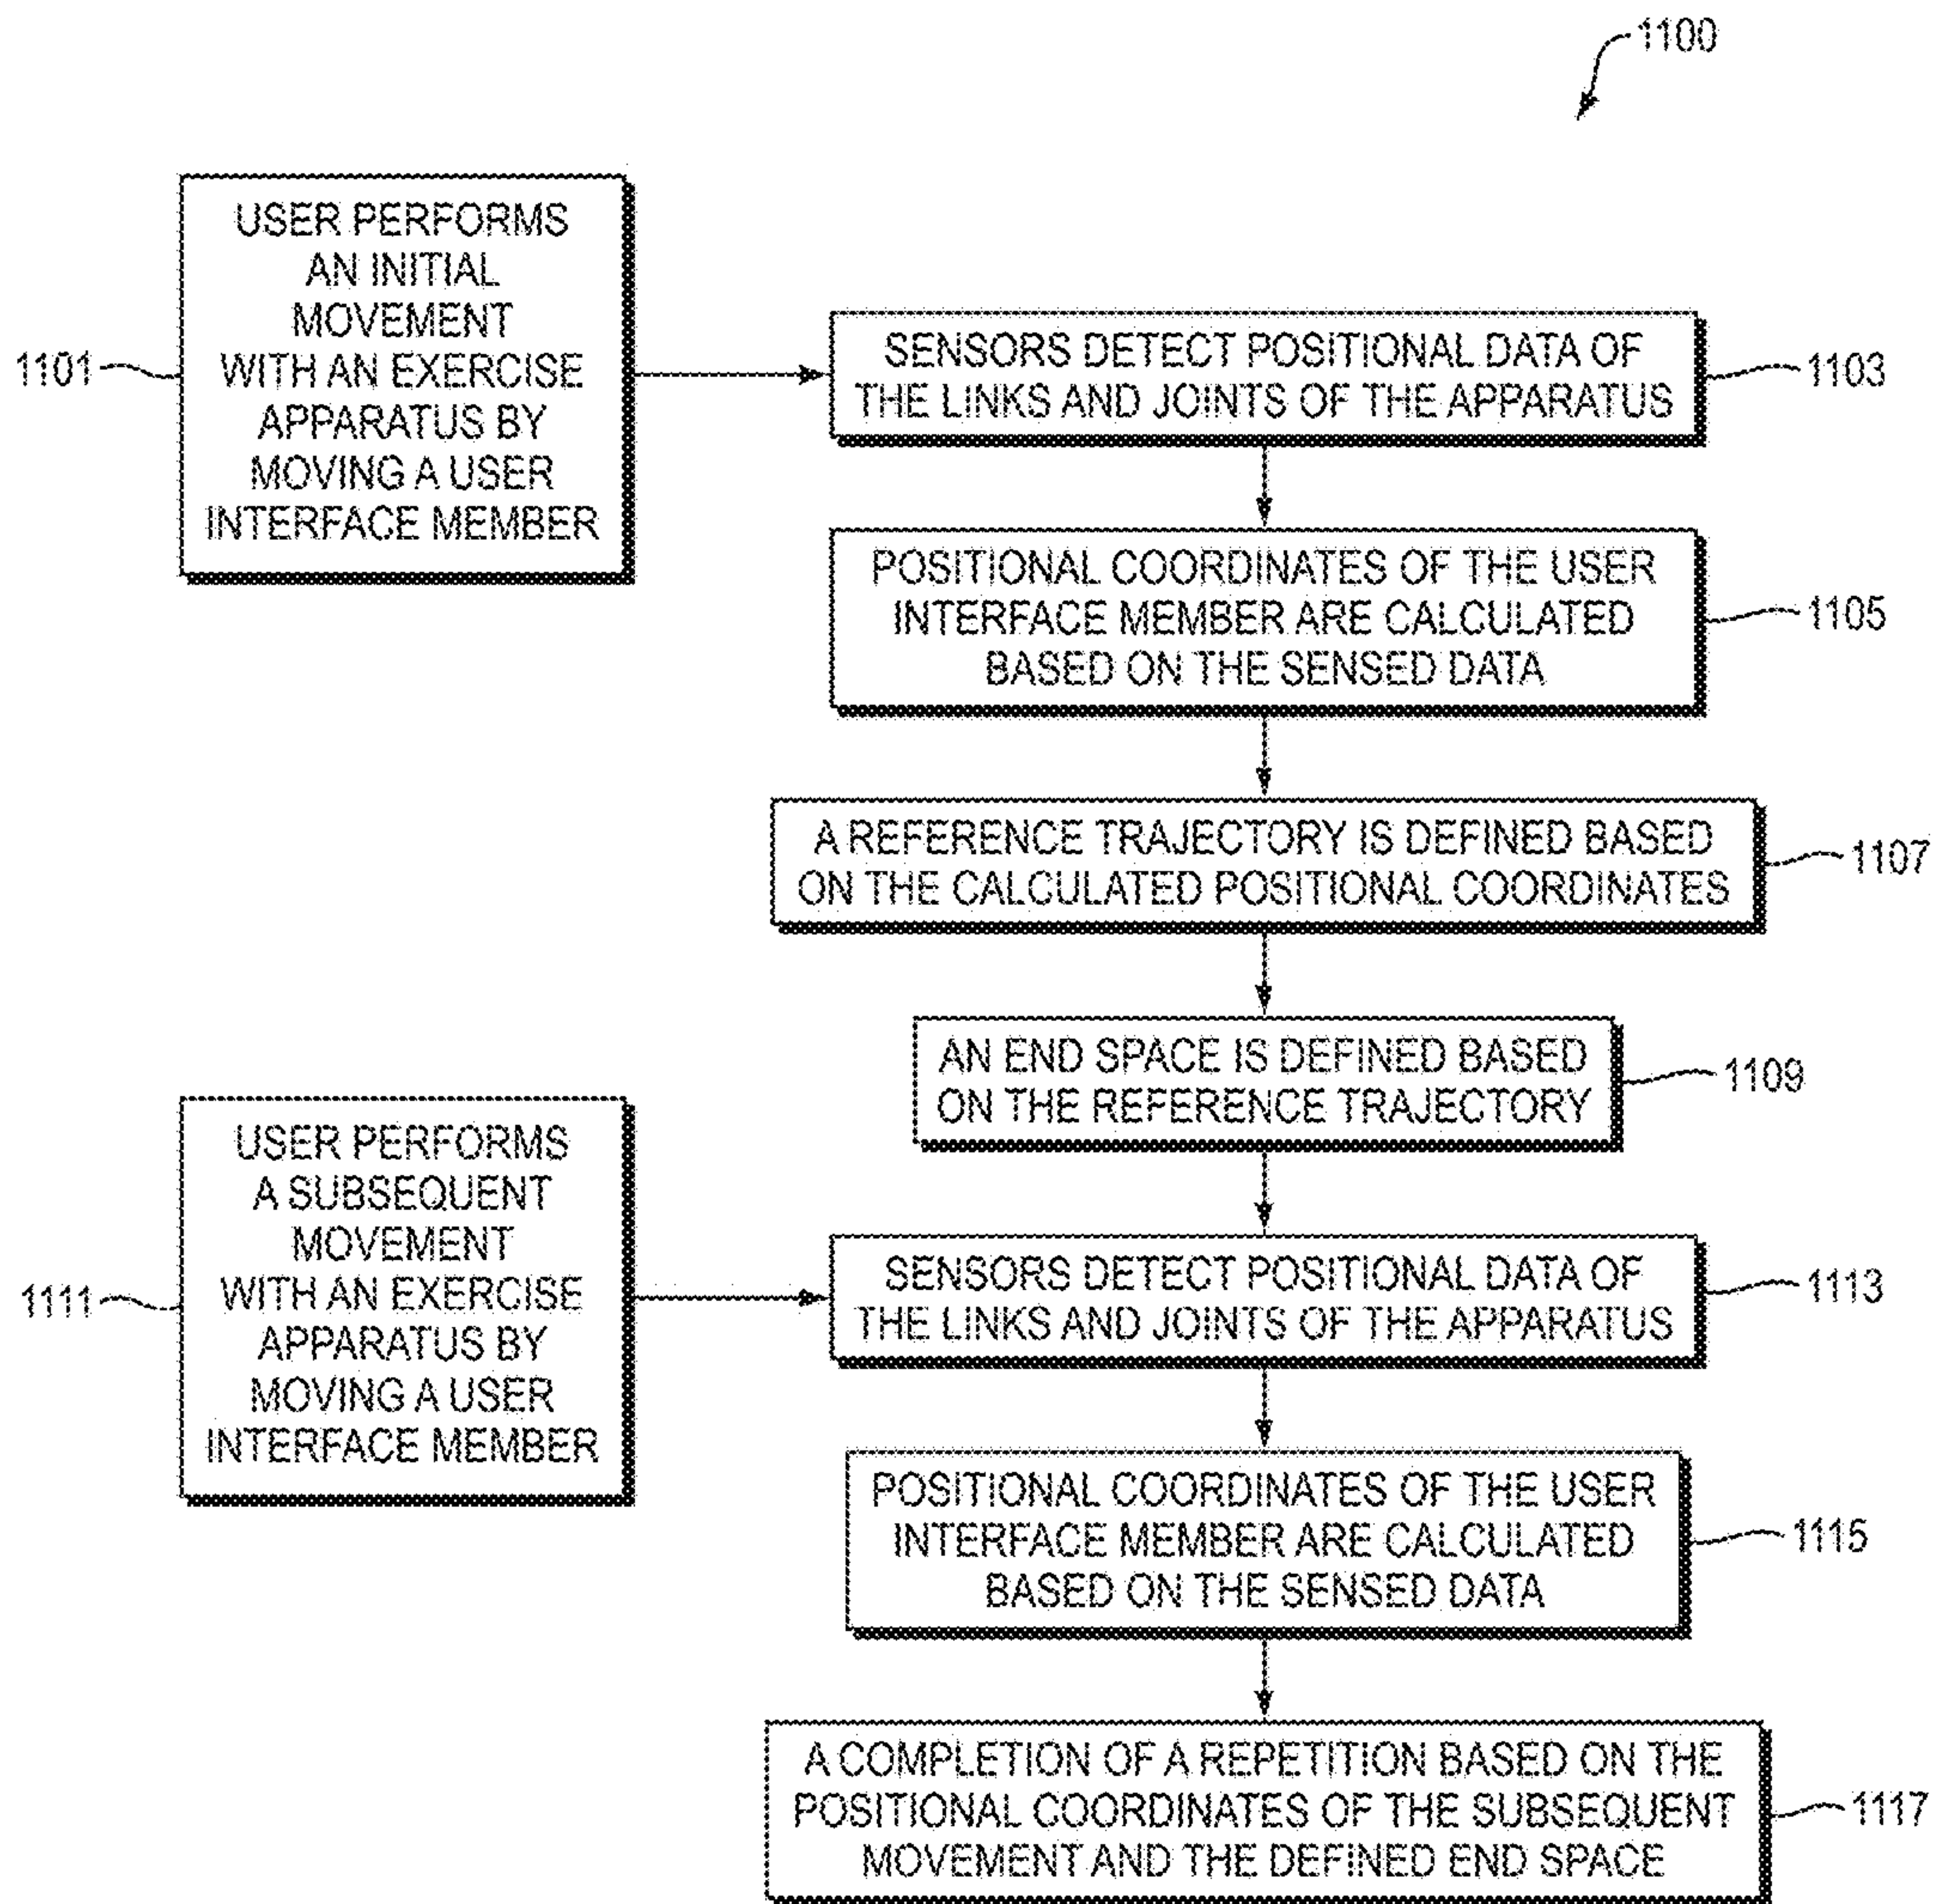 1100
USER PERFORMS
AN INITIAL
MOVEMENT
WITH AN EXERCISE
APPARATUS BY
MOVING A USER
INTERFACE MEMBER
1101
SENSORS DETECT POSITIONAL DATA OF
THE LINKS AND JOINTS OF THE APPARATUS
1103
POSITIONAL COORDINATES OF THE USER
INTERFACE MEMBER ARE CALCULATED
BASED ON THE SENSED DATA
1105
A REFERENCE TRAJECTORY IS DEFINED BASED
ON THE CALCULATED POSITIONAL COORDINATES
1107
AN END SPACE IS DEFINED BASED
ON THE REFERENCE TRAJECTORY
1109
USER PERFORMS
A SUBSEQUENT
MOVEMENT
WITH AN EXERCISE
APPARATUS BY
MOVING A USER
INTERFACE MEMBER
1111
SENSORS DETECT POSITIONAL DATA OF
THE LINKS AND JOINTS OF THE APPARATUS
1113
POSITIONAL COORDINATES OF THE USER
INTERFACE MEMBER ARE CALCULATED
BASED ON THE SENSED DATA
1115
A COMPLETION OF A REPETITION BASED ON THE
POSITIONAL COORDINATES OF THE SUBSEQUENT
MOVEMENT AND THE DEFINED END SPACE
1117